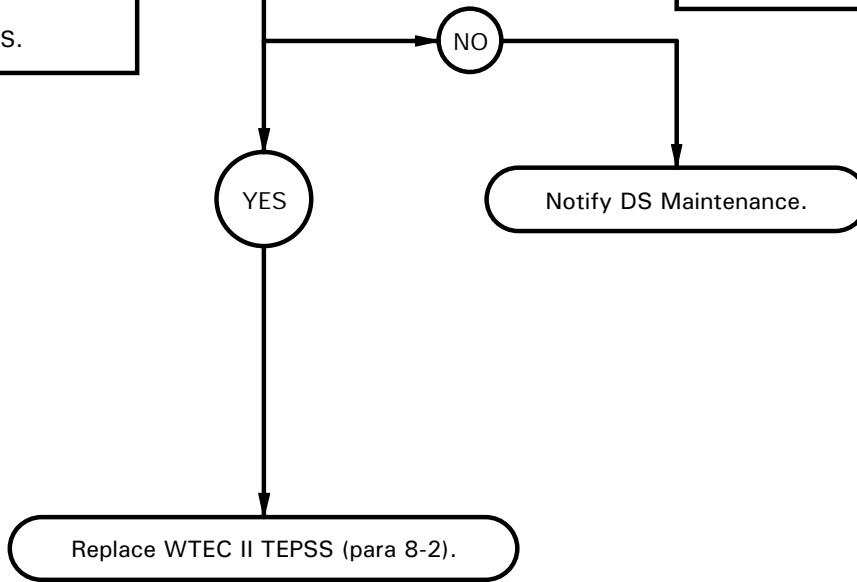 S.
NO
YES
Notify DS Maintenance.
Replace WTEC II TEPSS (para 8-2).